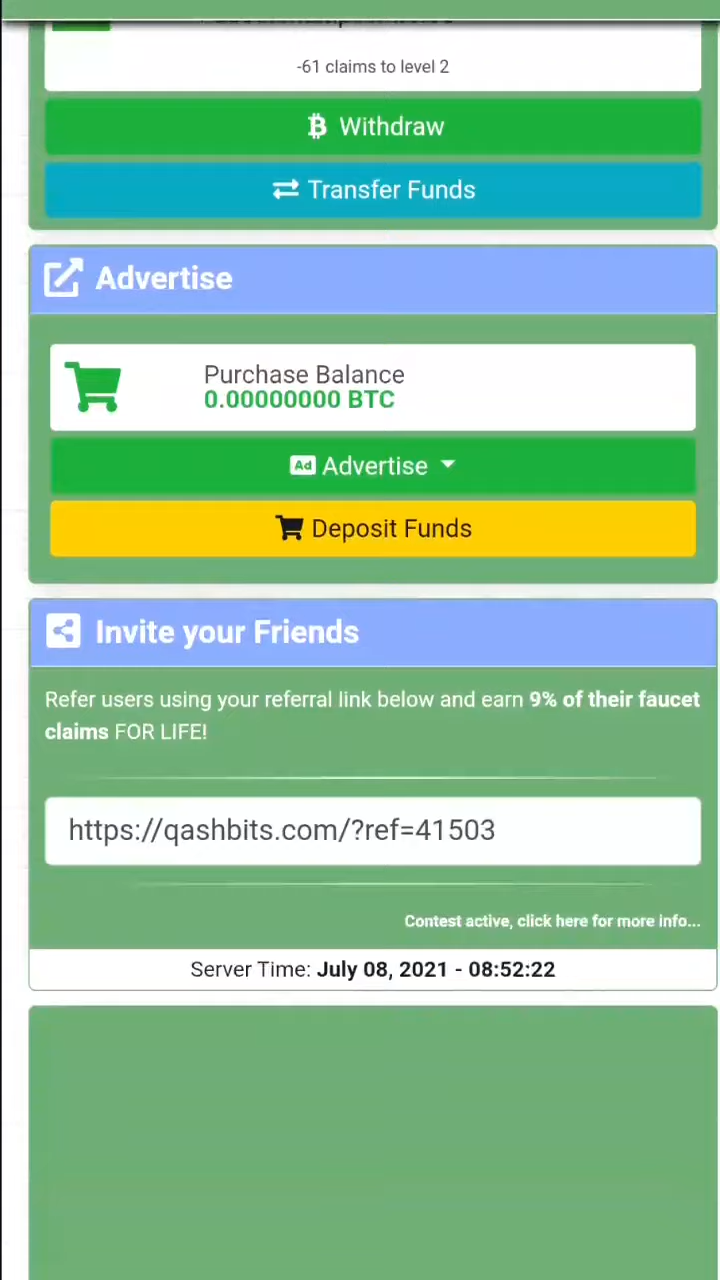 -61 claims to level 2
Withdraw
Transfer Funds
Advertise
Purchase Balance
0.00000000 BTC
Ad Advertise
Deposit Funds
Invite your Friends
Refer users using your referral link below and earn 9% of their faucet
claims FOR LIFE!
https://qashbits.com/?ref=41503
Contest active, click here for more info...
Server Time: July 08, 2021 - 08:52:22